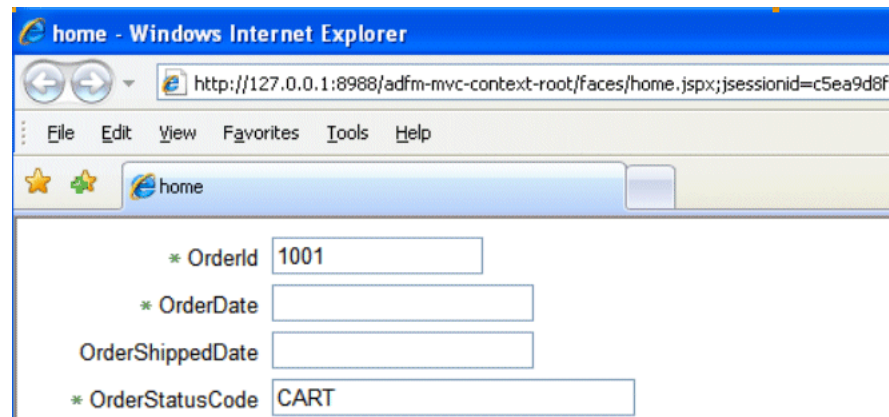 home - Windows Internet Explorer
http://127.0.0.1:8988/adfm-mvc-context-root/faces/home.jspx;jsessionid=c5ea9d8f
File Edit View Favorites Tools Help
home
* OrderId 1001
* OrderDate
OrderShippedDate
* OrderStatusCode CART